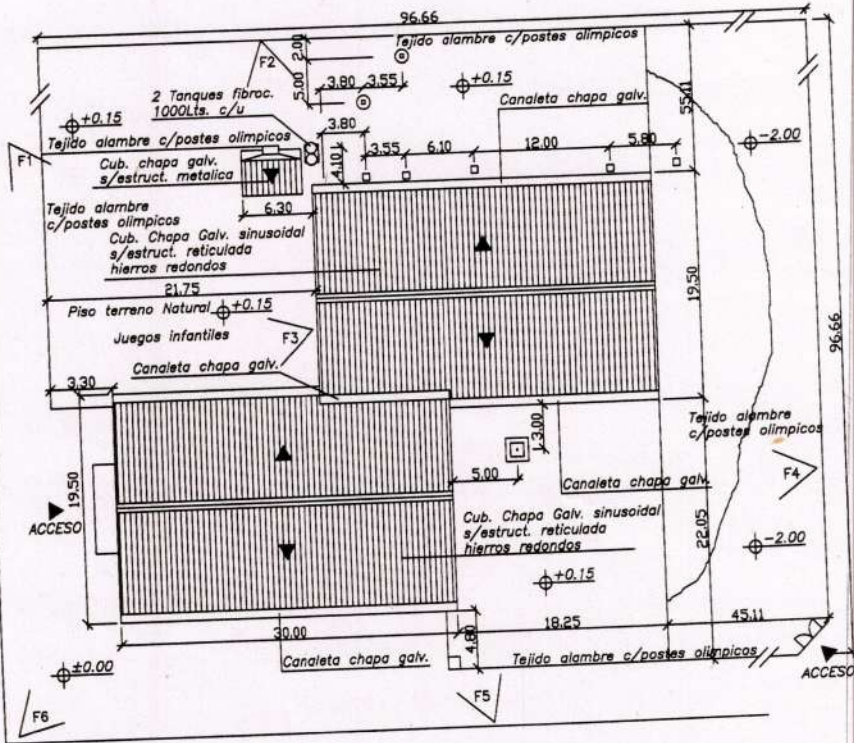 96.66
Tejido alambre c/postes olimpicos
F2
2.00
5.00
3.80
3.55
+0.15
2 Tanques fibroc.
1000Lts. c/u
Canaleta chapa galv.
55.11
+0.15
-2.00
Tejido alambre c/postes olimpicos
3.80
F1
Cub. chapa galv.
s/estruct. metalica
4.10
3.55
6.10
12.00
5.80
6.30
Tejido alambre
c/postes olimpicos
Cub. Chapa Galv. sinusoidal
s/estruct. reticulada
hierros redondos
19.50
21.75
Piso terreno Natural
+0.15
Juegos infantiles
F3
96.66
Canaleta chapa galv.
3.30
Tejido alambre
c/postes olimpicos
3.00
F4
5.00
Canaleta chapa galv.
19.50
ACCESO
Cub. Chapa Galv. sinusoidal
s/estruct. reticulada
hierros redondos
22.05
-2.00
+0.15
30.00
4.80
18.25
45.11
±0.00
Canaleta chapa galv.
Tejido alambre c/postes olimpicos
ACCESO
F5
F6